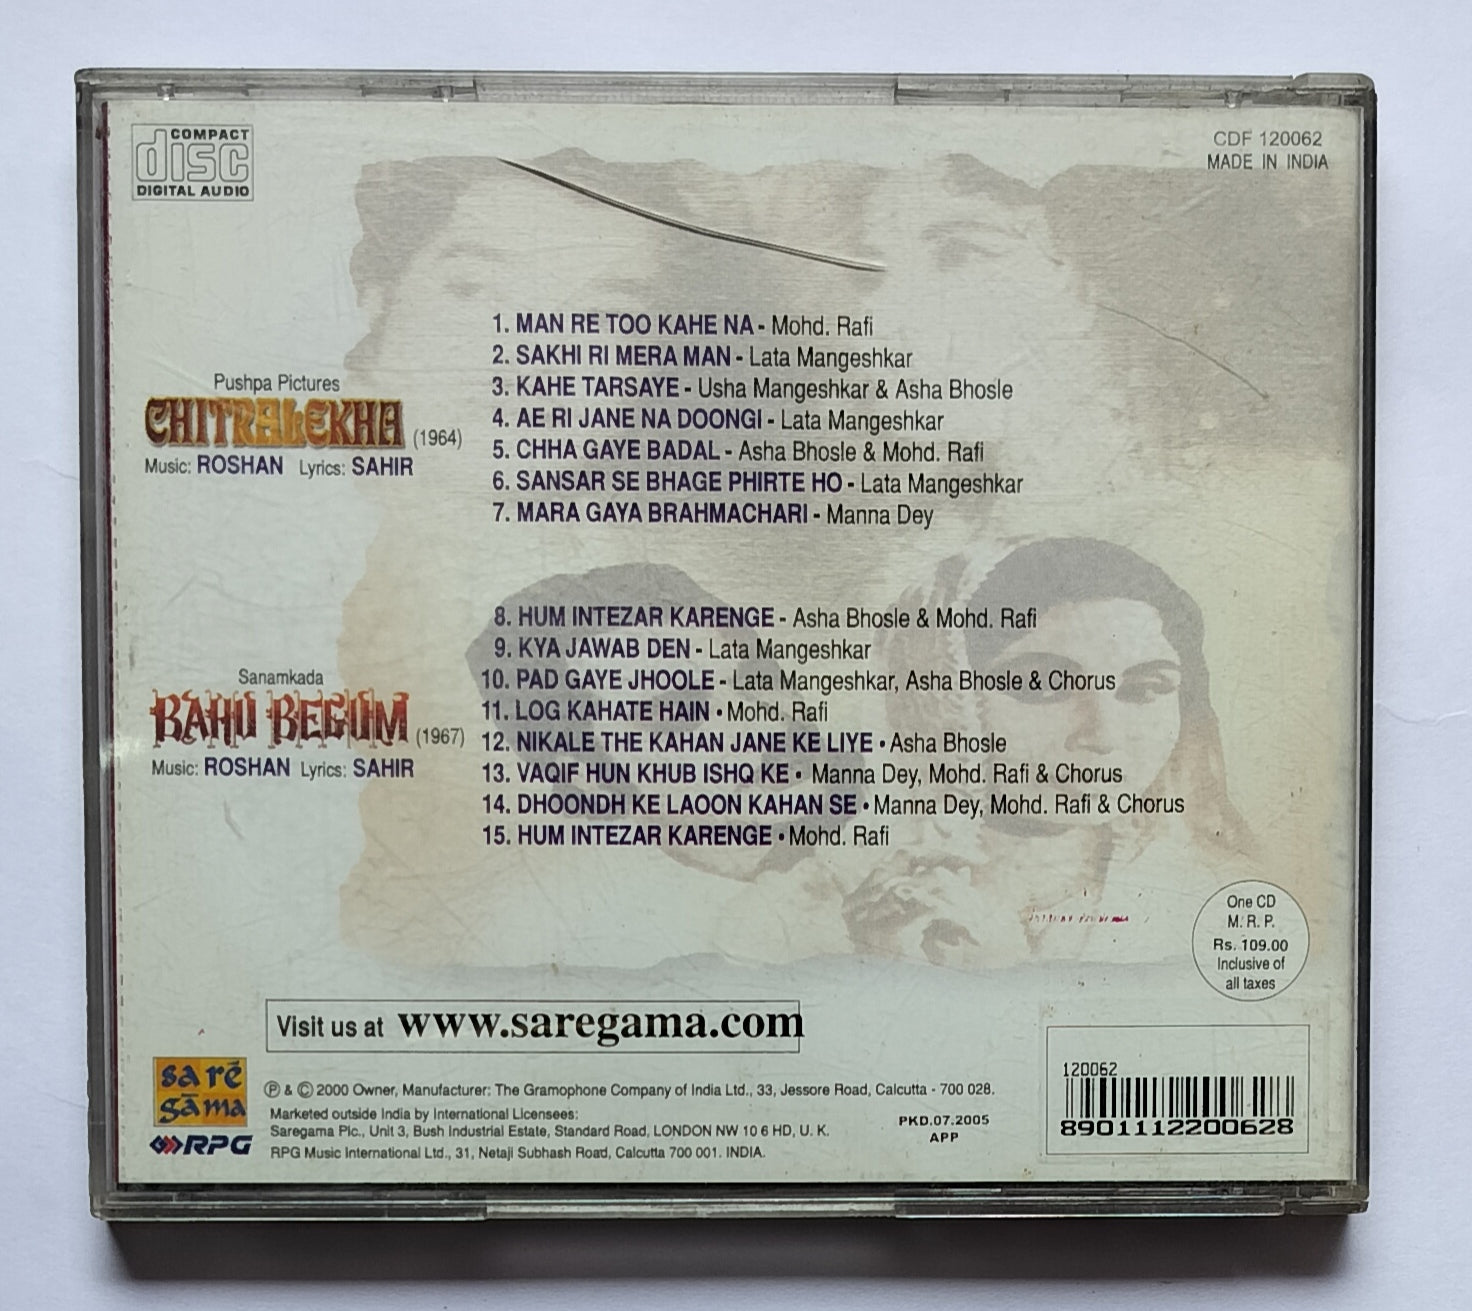 COMPACT
disc
DIGITAL AUDIO
CDF 120062
MADE IN INDIA
Pushpa Pictures
CHITRALEKHA (1964)
Music: ROSHAN Lyrics: SAHIR
1. MAN RE TOO KAHE NA - Mohd. Rafi
2. SAKHI RI MERA MAN - Lata Mangeshkar
3. KAHE TARSAYE - Usha Mangeshkar & Asha Bhosle
4. AE RI JANE NA DOONGI - Lata Mangeshkar
5. CHHA GAYE BADAL - Asha Bhosle & Mohd. Rafi
6. SANSAR SE BHAGE PHIRTE HO - Lata Mangeshkar
7. MARA GAYA BRAHMACHARI - Manna Dey
Sanamkada
BAHU BEGUM (1967)
Music: ROSHAN Lyrics: SAHIR
8. HUM INTEZAR KARENGE - Asha Bhosle & Mohd. Rafi
9. KYA JAWAB DEN - Lata Mangeshkar
10. PAD GAYE JHOOLE - Lata Mangeshkar, Asha Bhosle & Chorus
11. LOG KAHATE HAIN • Mohd. Rafi
12. NIKALE THE KAHAN JANE KE LIYE • Asha Bhosle
13. VAQIF HUN KHUB ISHQ KE • Manna Dey, Mohd. Rafi & Chorus
14. DHOONDH KE LAOON KAHAN SE • Manna Dey, Mohd. Rafi & Chorus
15. HUM INTEZAR KARENGE • Mohd. Rafi
One CD
M. R. P.
Rs. 109.00
Inclusive of
all taxes
Visit us at www.saregama.com
sa rē
gāma
RPG
Ⓟ & © 2000 Owner, Manufacturer: The Gramophone Company of India Ltd., 33, Jessore Road, Calcutta - 700 028.
Marketed outside India by International Licensees:
Saregama Plc., Unit 3, Bush Industrial Estate, Standard Road, LONDON NW 10 6 HD, U. K.
RPG Music International Ltd., 31, Netaji Subhash Road, Calcutta 700 001. INDIA.
PKD.07.2005
APP
120062
8901112200628